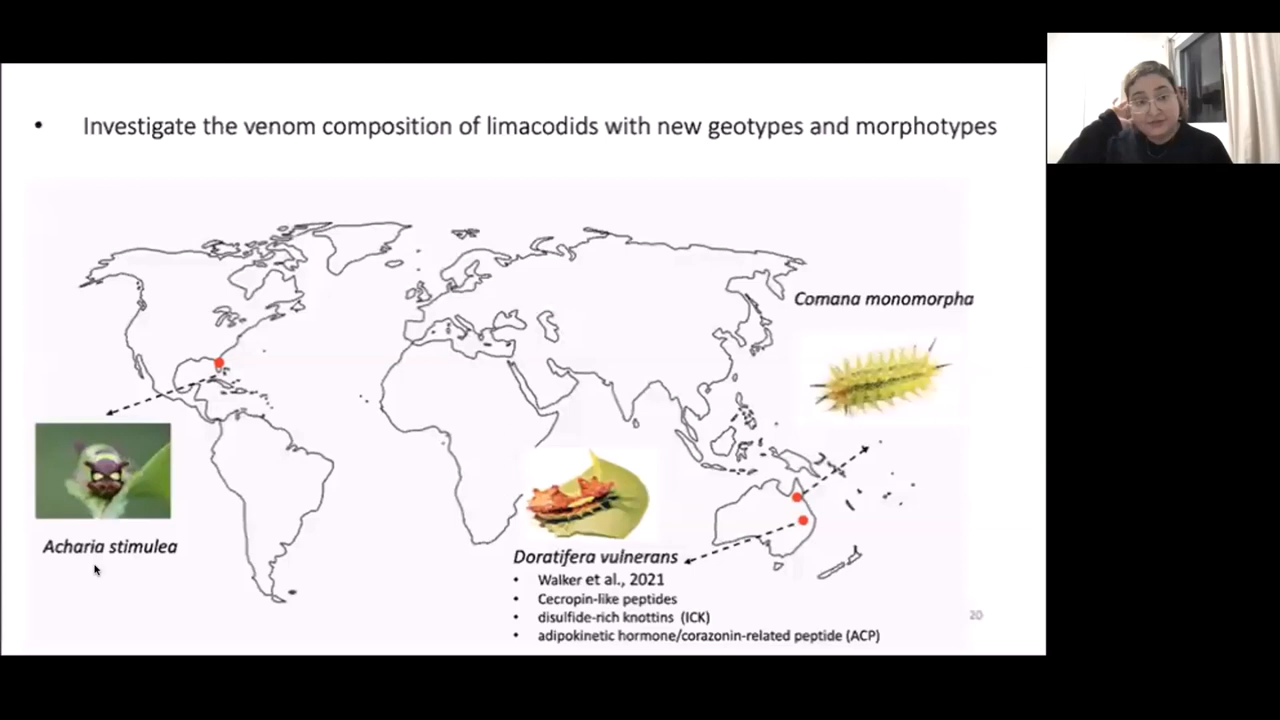 • Investigate the venom composition of limacodids with new geotypes and morphotypes
Comana monomorpha
Acharia stimulea
Doratifera vulnerans
• Walker et al., 2021
• Cecropin-like peptides
• disulfide-rich knottins (ICK)
• adipokinetic hormone/corazonin-related peptide (ACP)
20